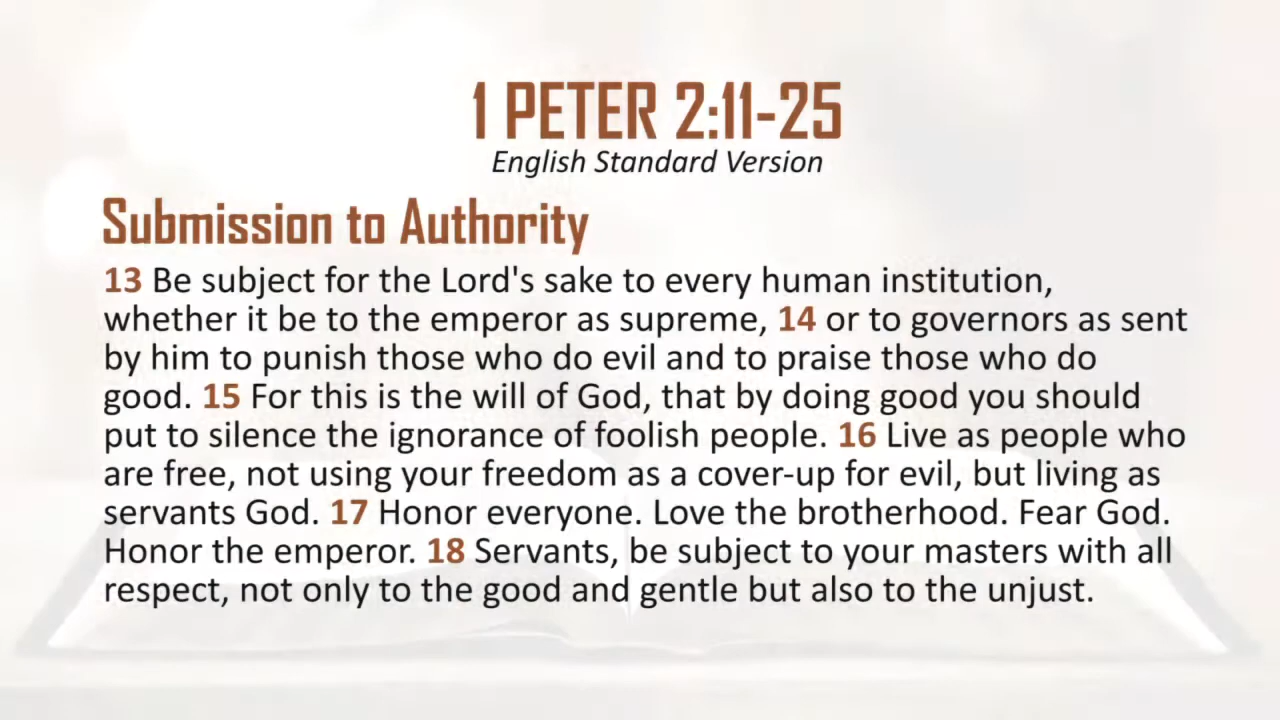 1 PETER 2:11-25
English Standard Version
Submission to Authority
13 Be subject for the Lord's sake to every human institution,
whether it be to the emperor as supreme, 14 or to governors as sent
by him to punish those who do evil and to praise those who do
good. 15 For this is the will of God, that by doing good you should
put to silence the ignorance of foolish people. 16 Live as people who
are free, not using your freedom as a cover-up for evil, but living as
servants God. 17 Honor everyone. Love the brotherhood. Fear God.
Honor the emperor. 18 Servants, be subject to your masters with all
respect, not only to the good and gentle but also to the unjust.